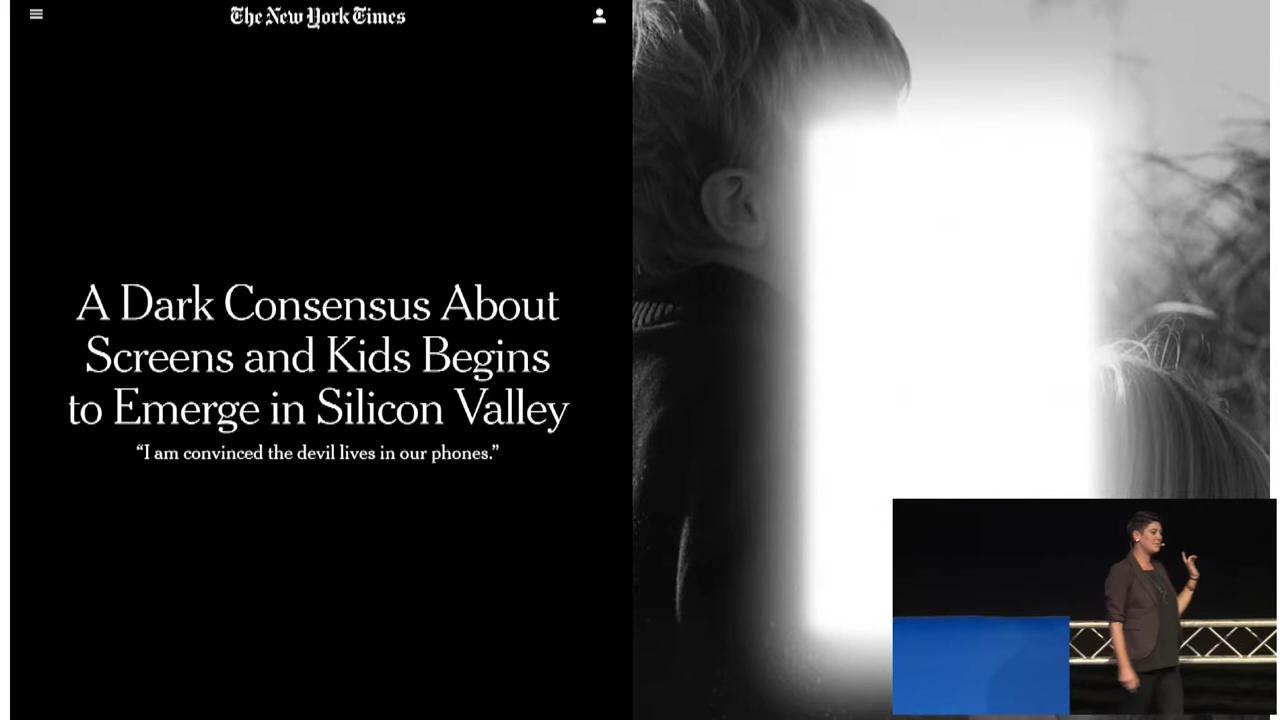 The New York Times
A Dark Consensus About
Screens and Kids Begins
to Emerge in Silicon Valley
“I am convinced the devil lives in our phones.”